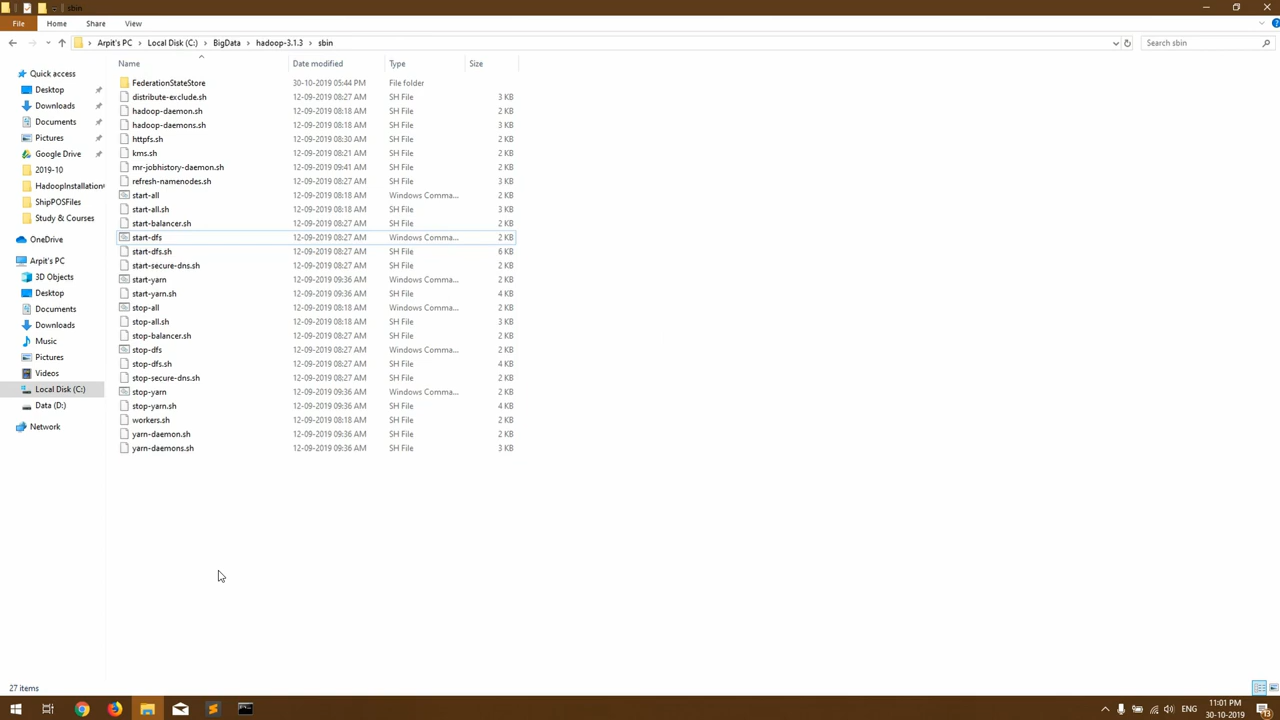 sbin
File Home Share View
Arpit's PC Local Disk (C:) BigData hadoop-3.1.3 sbin Search sbin
Name Date modified Type Size
Quick access
Desktop
Downloads
Documents
Pictures
Google Drive
2019-10
HadoopInstallation
ShipPOSFiles
Study & Courses
OneDrive
Arpit's PC
3D Objects
Desktop
Documents
Downloads
Music
Pictures
Videos
Local Disk (C:)
Data (D:)
Network
FederationStateStore 30-10-2019 05:44 PM File folder
distribute-exclude.sh 12-09-2019 08:27 AM SH File 3 KB
hadoop-daemon.sh 12-09-2019 08:18 AM SH File 2 KB
hadoop-daemons.sh 12-09-2019 08:18 AM SH File 3 KB
httpfs.sh 12-09-2019 08:30 AM SH File 2 KB
kms.sh 12-09-2019 08:21 AM SH File 2 KB
mr-jobhistory-daemon.sh 12-09-2019 09:41 AM SH File 2 KB
refresh-namenodes.sh 12-09-2019 08:27 AM SH File 3 KB
start-all 12-09-2019 08:18 AM Windows Comma... 2 KB
start-all.sh 12-09-2019 08:18 AM SH File 3 KB
start-balancer.sh 12-09-2019 08:27 AM SH File 2 KB
start-dfs 12-09-2019 08:27 AM Windows Comma... 2 KB
start-dfs.sh 12-09-2019 08:27 AM SH File 6 KB
start-secure-dns.sh 12-09-2019 08:27 AM SH File 2 KB
start-yarn 12-09-2019 09:36 AM Windows Comma... 2 KB
start-yarn.sh 12-09-2019 09:36 AM SH File 4 KB
stop-all 12-09-2019 08:18 AM Windows Comma... 2 KB
stop-all.sh 12-09-2019 08:18 AM SH File 3 KB
stop-balancer.sh 12-09-2019 08:27 AM SH File 2 KB
stop-dfs 12-09-2019 08:27 AM Windows Comma... 2 KB
stop-dfs.sh 12-09-2019 08:27 AM SH File 4 KB
stop-secure-dns.sh 12-09-2019 08:27 AM SH File 2 KB
stop-yarn 12-09-2019 09:36 AM Windows Comma... 2 KB
stop-yarn.sh 12-09-2019 09:36 AM SH File 4 KB
workers.sh 12-09-2019 08:18 AM SH File 2 KB
yarn-daemon.sh 12-09-2019 09:36 AM SH File 2 KB
yarn-daemons.sh 12-09-2019 09:36 AM SH File 3 KB
27 items
ENG 11:01 PM
30-10-2019